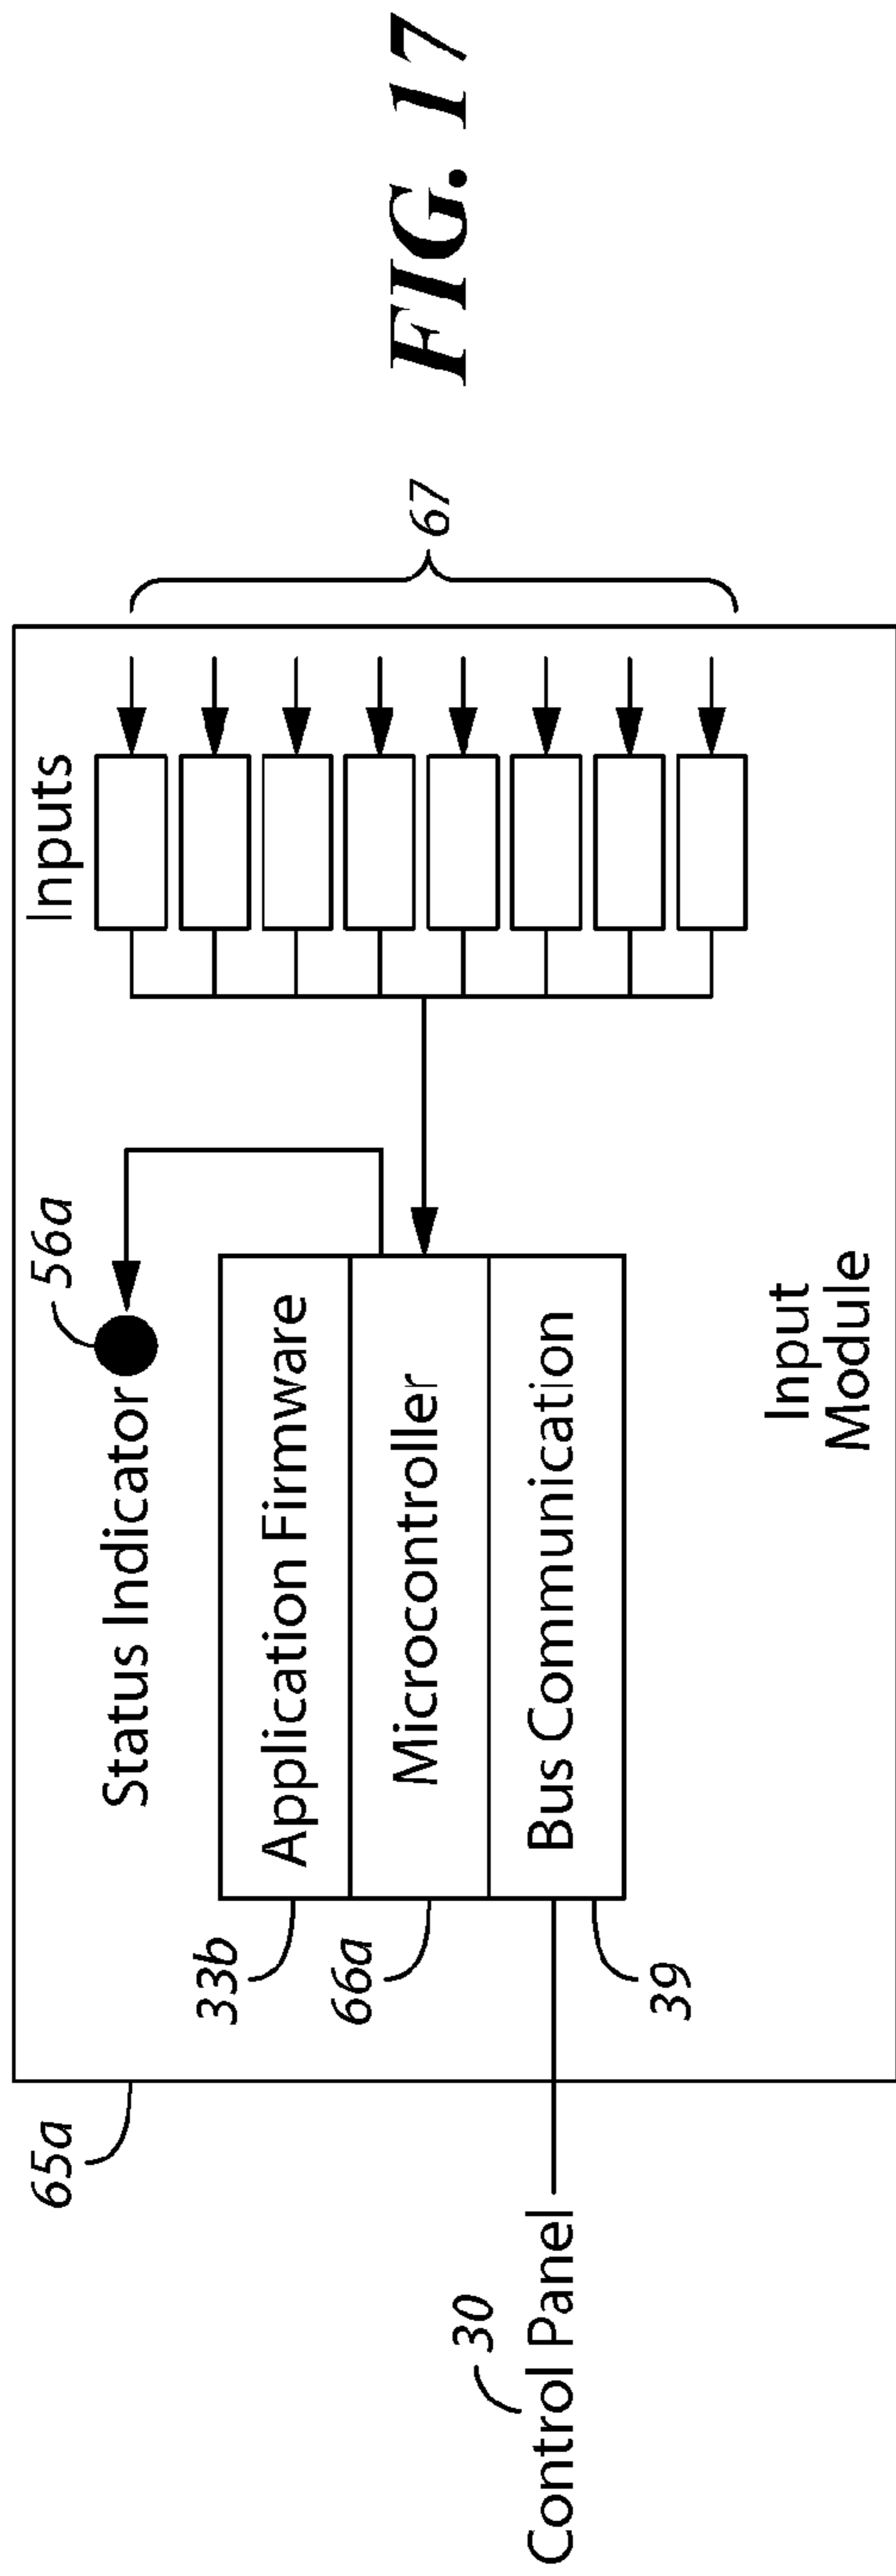 65a
Status Indicator
56a
Inputs
33b
Application Firmware
66a
Microcontroller
67
30
Control Panel
Bus Communication
39
Input
Module
FIG. 17